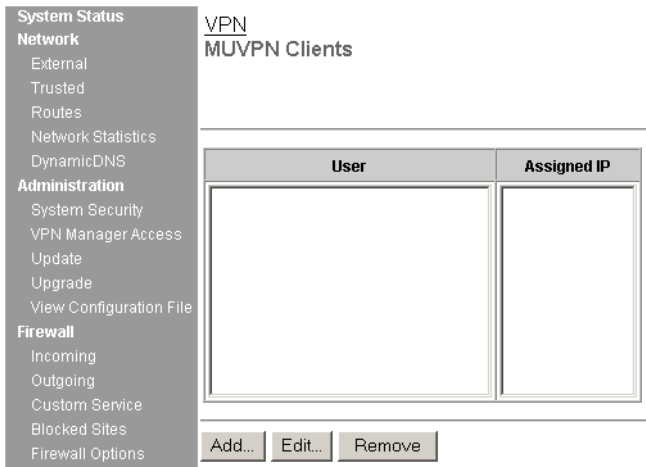 System Status
Network
External
Trusted
Routes
Network Statistics
DynamicDNS
Administration
System Security
VPN Manager Access
Update
Upgrade
View Configuration File
Firewall
Incoming
Outgoing
Custom Service
Blocked Sites
Firewall Options
VPN
MUVPN Clients
User Assigned IP
Add... Edit... Remove